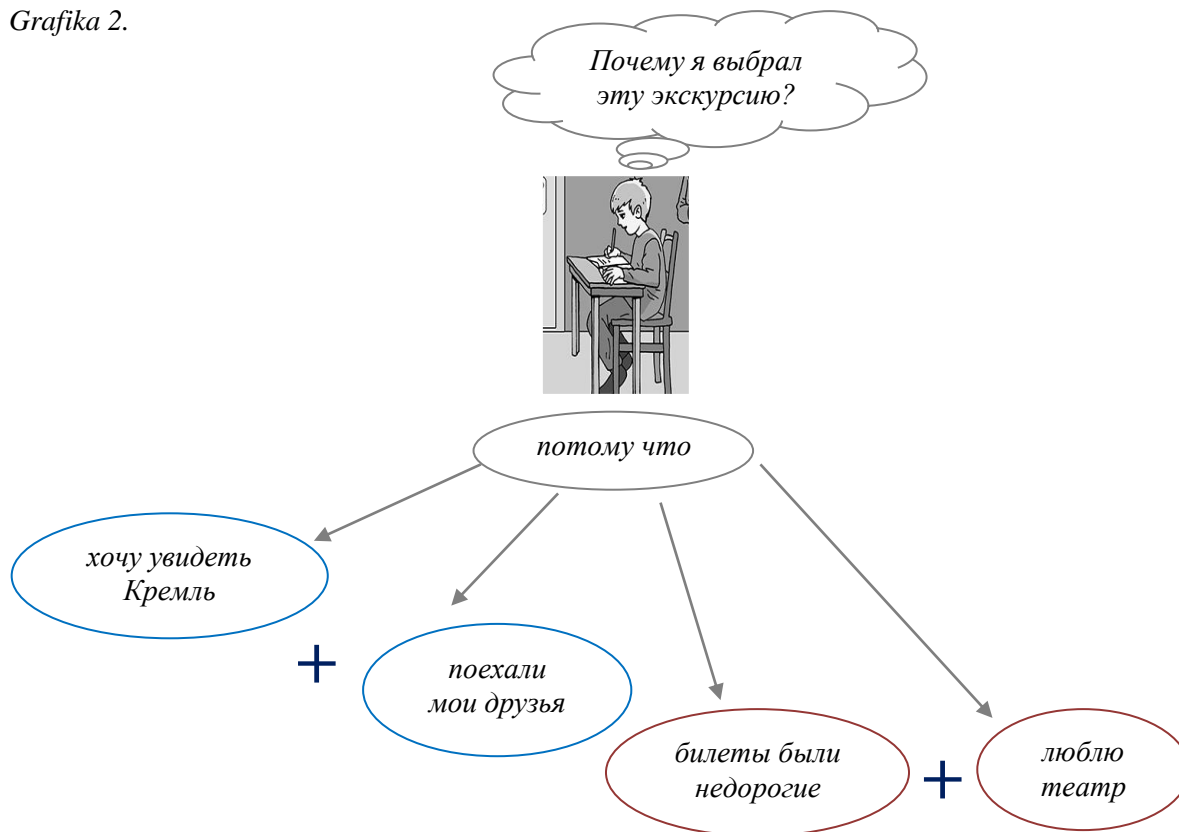 Grafika 2.
Почему я выбрал
эту экскурсию?
потому что
хочу увидеть
Кремль
+
поехали
мои друзья
билеты были
недорогие
+
люблю
театр